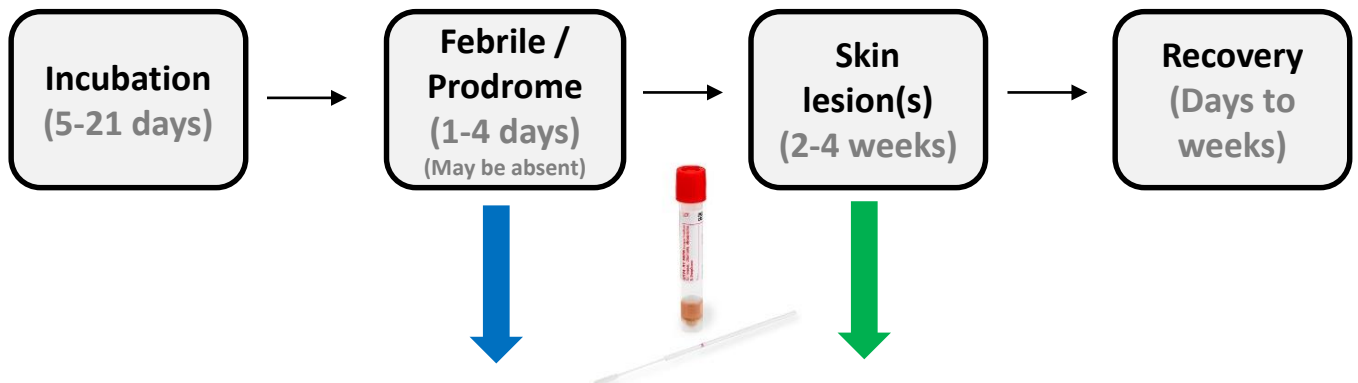 Incubation
(5-21 days)
Febrile /
Prodrome
(1-4 days)
(May be absent)
Skin
lesion(s)
(2-4 weeks)
Recovery
(Days to
weeks)